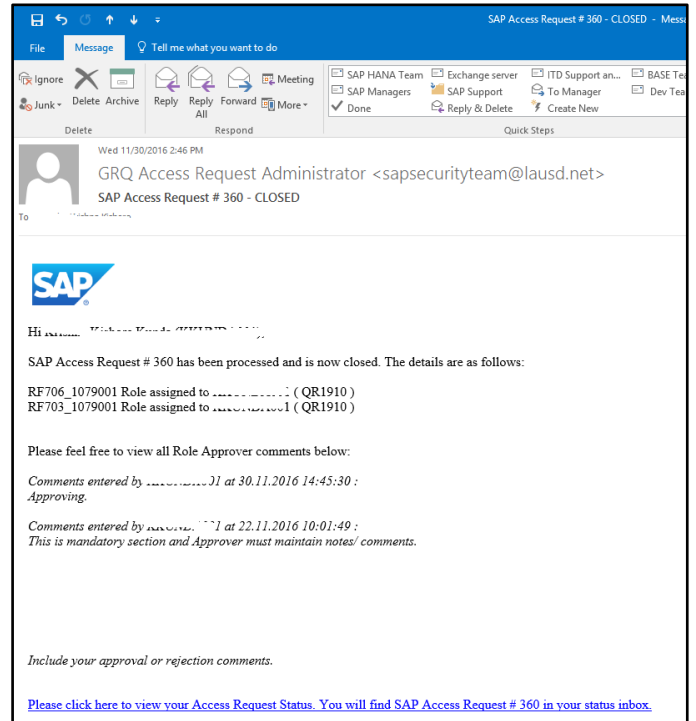 SAP Access Request # 360 - CLOSED - Messa
File Message Tell me what you want to do
Ignore
Junk
Delete Archive
Reply Reply All Forward
Meeting
More
SAP HANA Team Exchange server ITD Support an... BASE Tea
SAP Managers SAP Support To Manager Dev Tea
Done Reply & Delete Create New
Delete Respond Quick Steps
Wed 11/30/2016 2:46 PM
GRQ Access Request Administrator <sapsecurityteam@lausd.net>
SAP Access Request # 360 - CLOSED
To
SAP
Hi
SAP Access Request # 360 has been processed and is now closed. The details are as follows:
RF706_1079001 Role assigned to ( QR1910 )
RF703_1079001 Role assigned to ( QR1910 )
Please feel free to view all Role Approver comments below:
Comments entered by at 30.11.2016 14:45:30 :
Approving.
Comments entered by at 22.11.2016 10:01:49 :
This is mandatory section and Approver must maintain notes/ comments.
Include your approval or rejection comments.
Please click here to view your Access Request Status. You will find SAP Access Request # 360 in your status inbox.